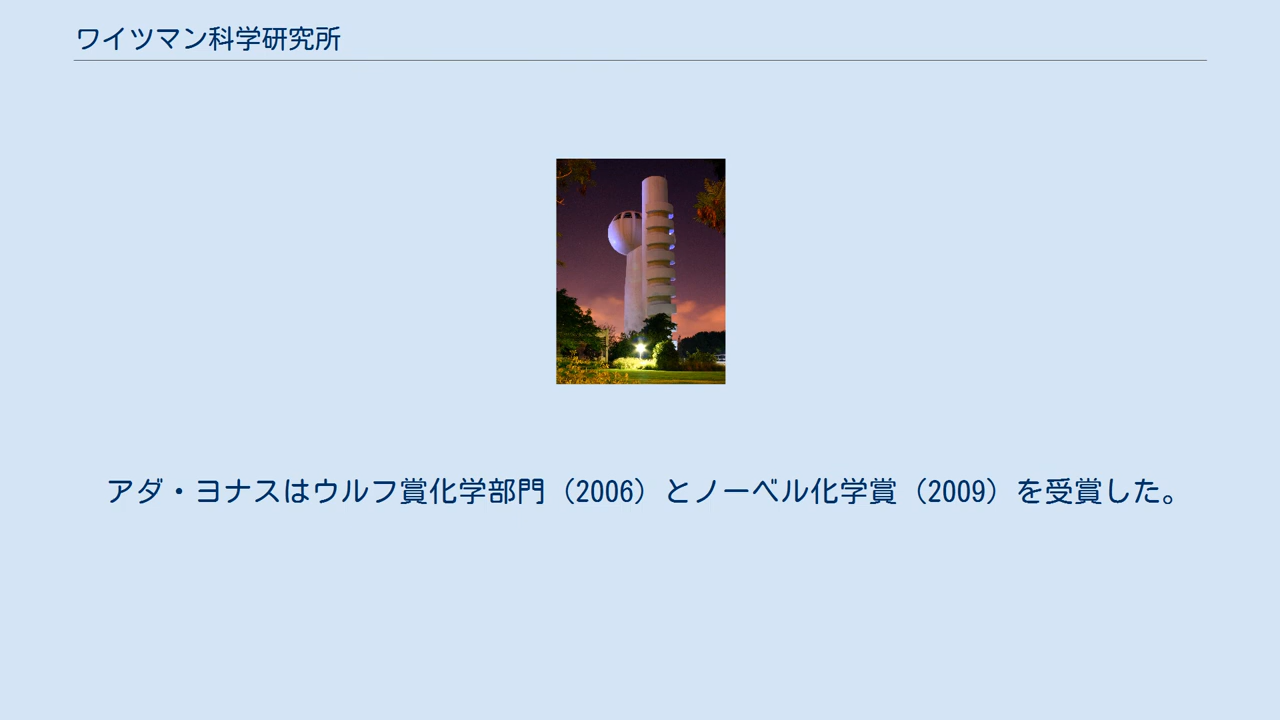 ワイツマン科学研究所
アダ・ヨナスはウルフ賞化学部門（2006）とノーベル化学賞（2009）を受賞した。